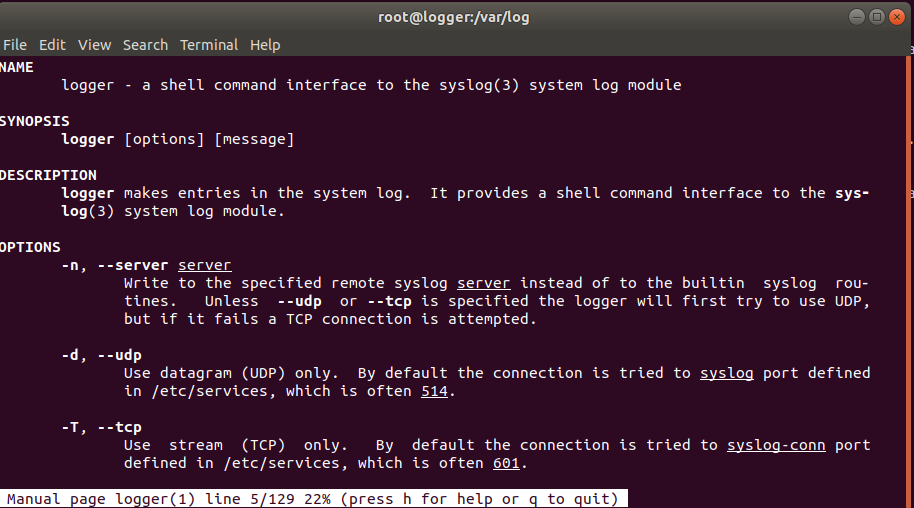 root@logger:/var/log
File Edit View Search Terminal Help
NAME
logger - a shell command interface to the syslog(3) system log module
SYNOPSIS
logger [options] [message]
DESCRIPTION
logger makes entries in the system log.  It provides a shell command interface to the sys-
log(3) system log module.
OPTIONS
-n, --server server
Write to the specified remote syslog server instead of to the builtin  syslog  rou-
tines.   Unless  --udp  or --tcp is specified the logger will first try to use UDP,
but if it fails a TCP connection is attempted.
-d, --udp
Use datagram (UDP) only.  By default the connection is tried to syslog port defined
in /etc/services, which is often 514.
-T, --tcp
Use  stream  (TCP)  only.   By  default the connection is tried to syslog-conn port
defined in /etc/services, which is often 601.
Manual page logger(1) line 5/129 22% (press h for help or q to quit)